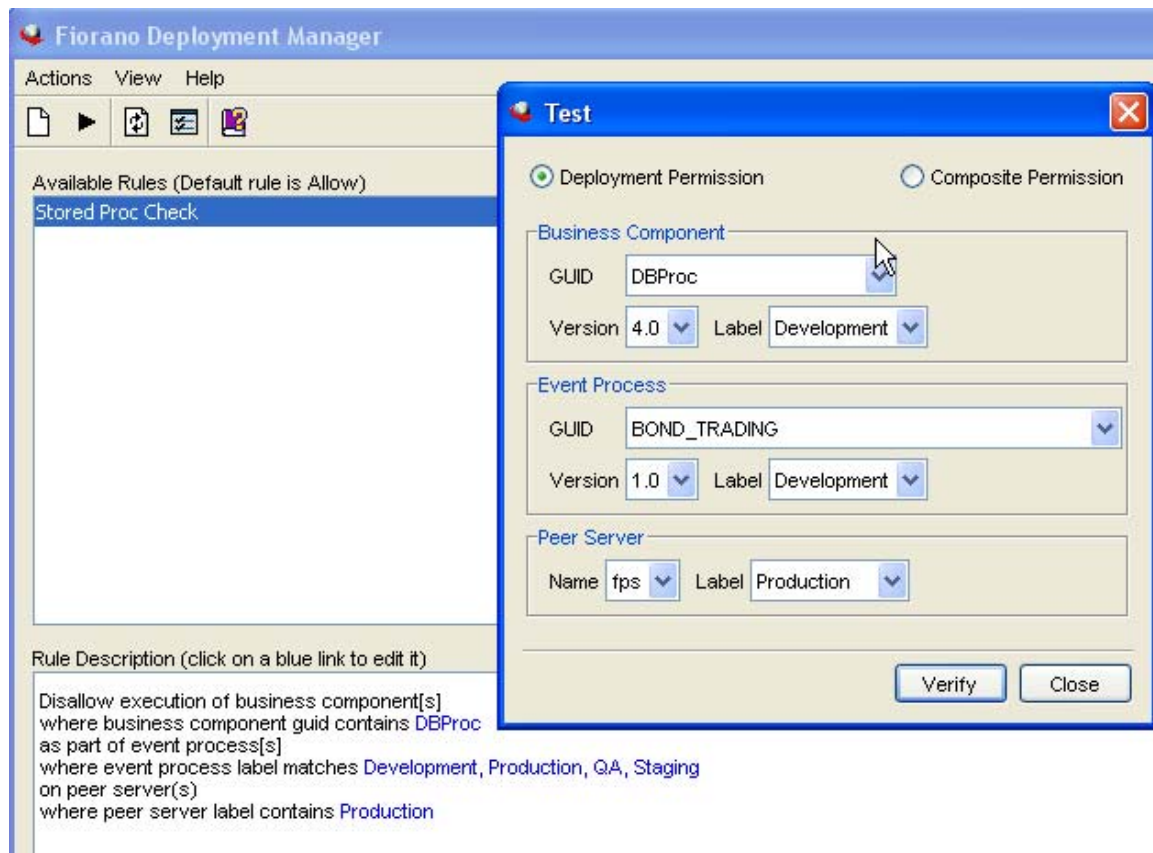 Fiorano Deployment Manager
Actions View Help
Available Rules (Default rule is Allow)
Stored Proc Check
Rule Description (click on a blue link to edit it)
Disallow execution of business component[s]
where business component guid contains DBProc
as part of event process[s]
where event process label matches Development, Production, QA, Staging
on peer server(s)
where peer server label contains Production
Test
Deployment Permission Composite Permission
Business Component
GUID DBProc
Version 4.0 Label Development
Event Process
GUID BOND_TRADING
Version 1.0 Label Development
Peer Server
Name fps Label Production
Verify Close